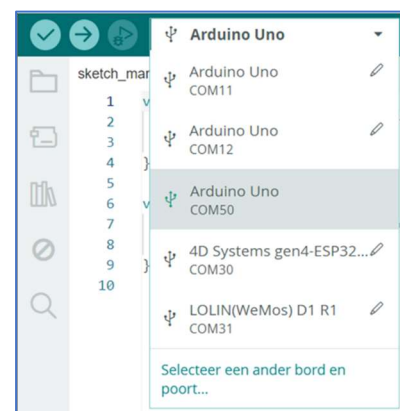 Arduino Uno
sketch_mar
Arduino Uno
COM11
Arduino Uno
COM12
Arduino Uno
COM50
4D Systems gen4-ESP32...
COM30
LOLIN(WeMos) D1 R1
COM31
Selecteer een ander bord en
poort...
1 v
2
3
4 }
5
6 v
7
8
9 }
10